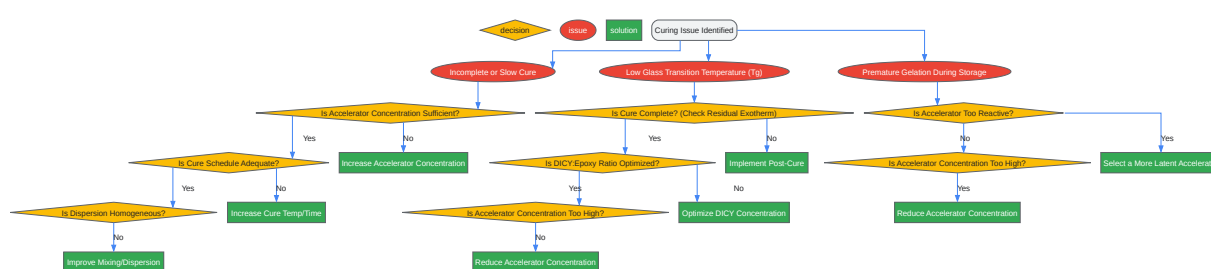 decision
issue
solution
Curing Issue Identified
Incomplete or Slow Cure
Low Glass Transition Temperature (Tg)
Premature Gelation During Storage
Is Accelerator Concentration Sufficient?
Is Cure Complete? (Check Residual Exotherm)
Is Accelerator Too Reactive?
Yes
No
Yes
No
No
Yes
Is Cure Schedule Adequate?
Increase Accelerator Concentration
Is DICY:Epoxy Ratio Optimized?
Implement Post-Cure
Is Accelerator Concentration Too High?
Select a More Latent Accelerat
Yes
No
Yes
No
Yes
Is Dispersion Homogeneous?
Increase Cure Temp/Time
Is Accelerator Concentration Too High?
Optimize DICY Concentration
Reduce Accelerator Concentration
No
No
Improve Mixing/Dispersion
Reduce Accelerator Concentration